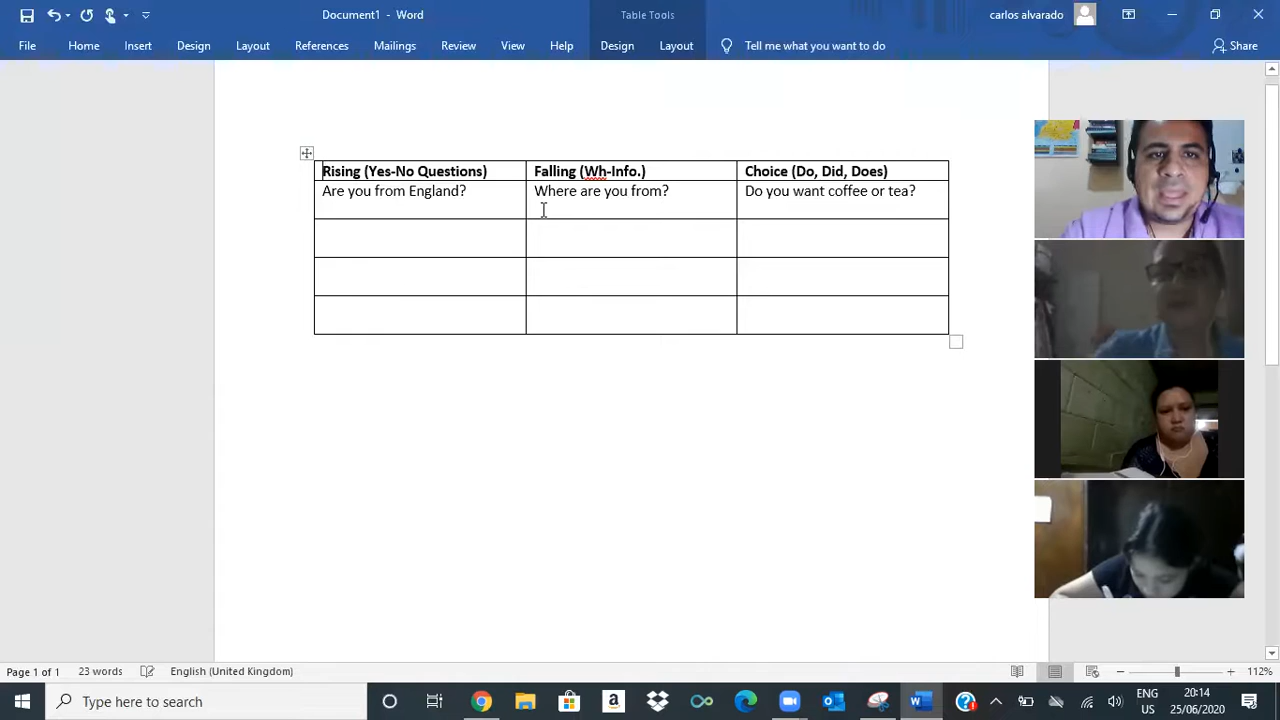 Document1 - Word
Table Tools
carlos alvarado
File Home Insert Design Layout References Mailings Review View Help Design Layout Tell me what you want to do Share
Rising (Yes-No Questions) Falling (Wh-Info.) Choice (Do, Did, Does)
Are you from England? Where are you from? Do you want coffee or tea?
Page 1 of 1 23 words English (United Kingdom) 112%
Type here to search
ENG 20:14
GB 25/06/2020